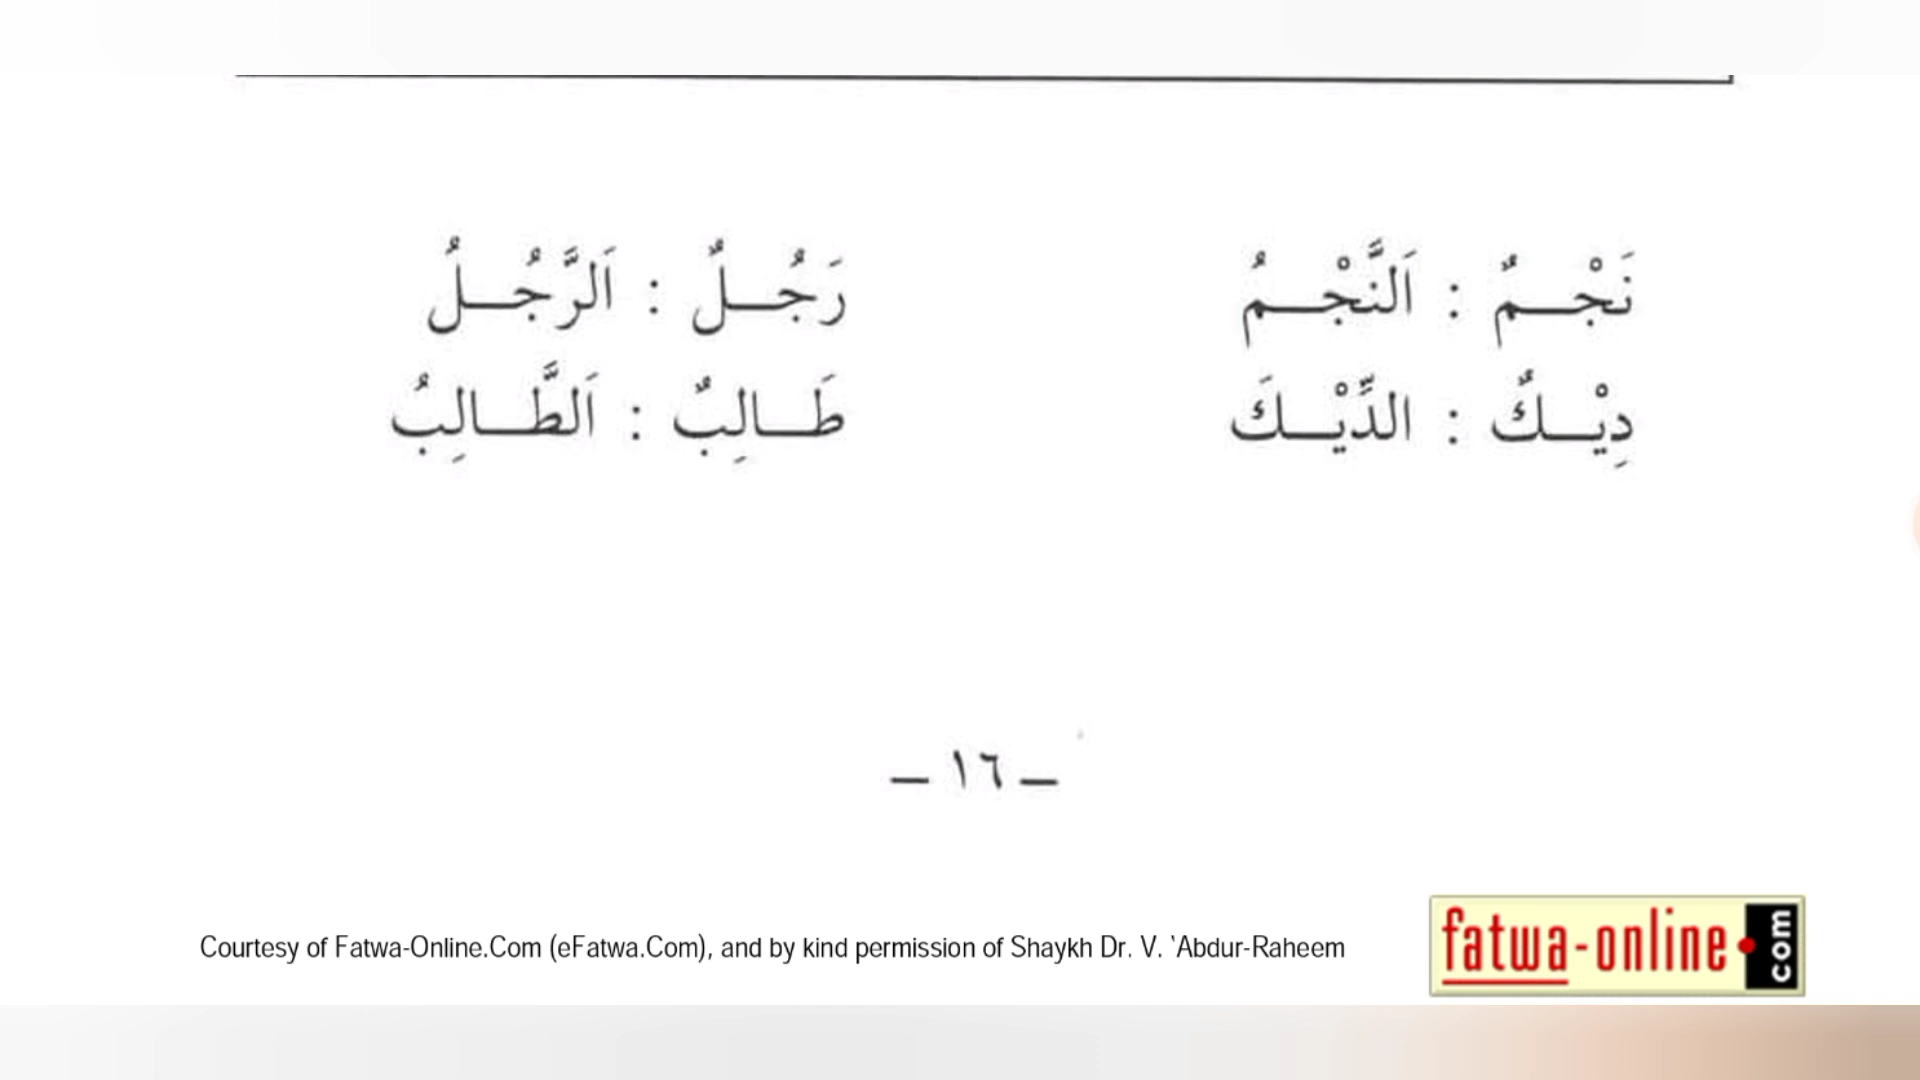 نَجْمٌ : اَلنَّجْمُ رَجُلٌ : اَلرَّجُلُ
دِيْكٌ : الدِّيْكَ طَالِبٌ : اَلطَّالِبُ
– ١٦ –
Courtesy of Fatwa-Online.Com (eFatwa.Com), and by kind permission of Shaykh Dr. V. ‛Abdur-Raheem
fatwa-online.com